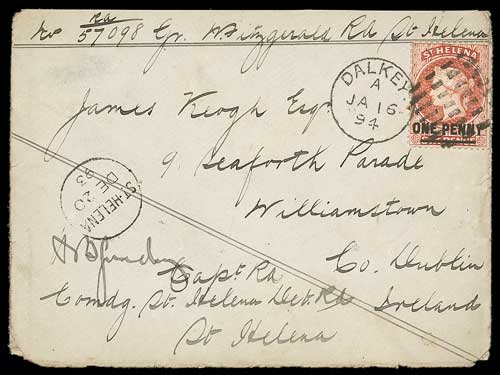 No 57098 Gr. W. Fitzgerald Rd St Helena
Ra
ST HELENA
ONE PENNY
DALKEY
A
JA 16
94
James Keogh Esq.
9. Seaforth Parade
Williamstown
Co. Dublin
Ireland
ST. HELENA
DE 20
93
Capt Ra
Comdg. St. Helena Det. Ra
St Helena